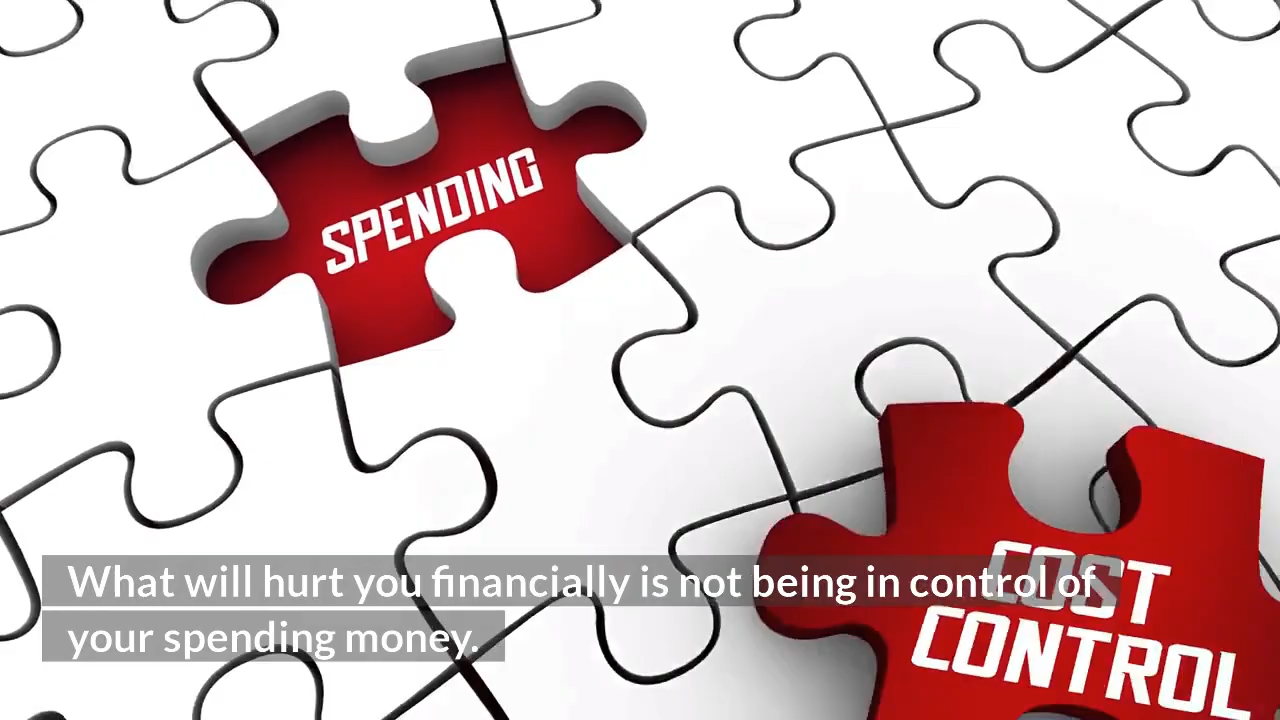 SPENDING
COST
CONTROL
What will hurt you financially is not being in control of
your spending money.